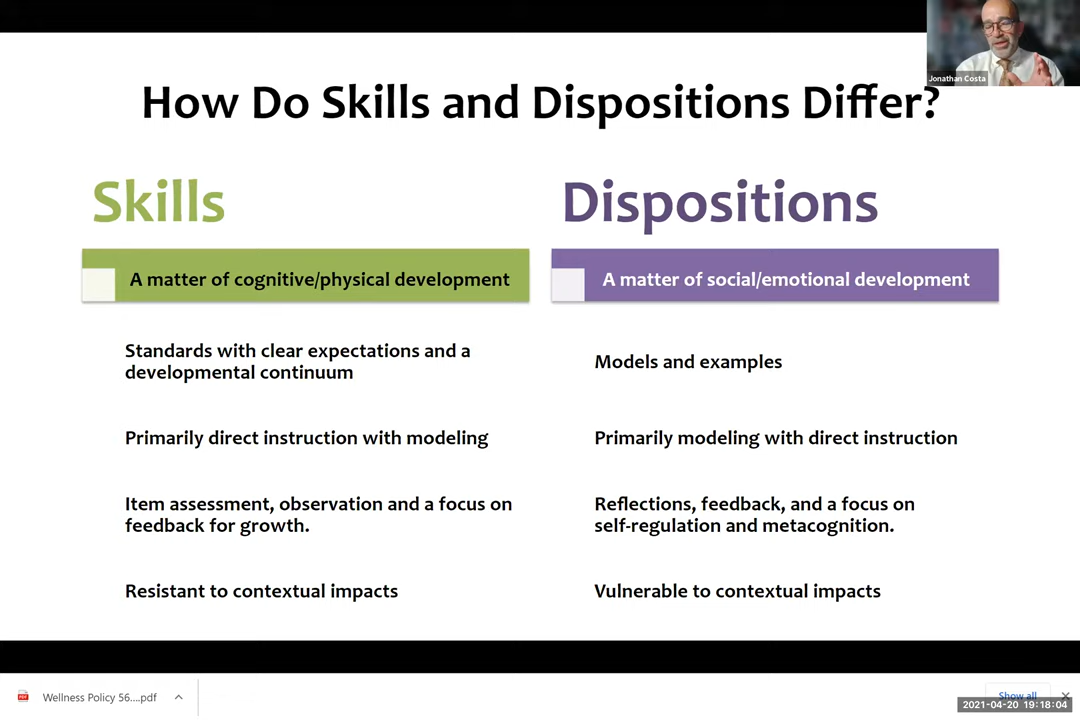 Jonathan Costa
How Do Skills and Dispositions Differ?
Skills
A matter of cognitive/physical development
Standards with clear expectations and a
developmental continuum
Primarily direct instruction with modeling
Item assessment, observation and a focus on
feedback for growth.
Resistant to contextual impacts
Dispositions
A matter of social/emotional development
Models and examples
Primarily modeling with direct instruction
Reflections, feedback, and a focus on
self-regulation and metacognition.
Vulnerable to contextual impacts
PDF
Wellness Policy 56....pdf
Show all
2021-04-20 19:18:04